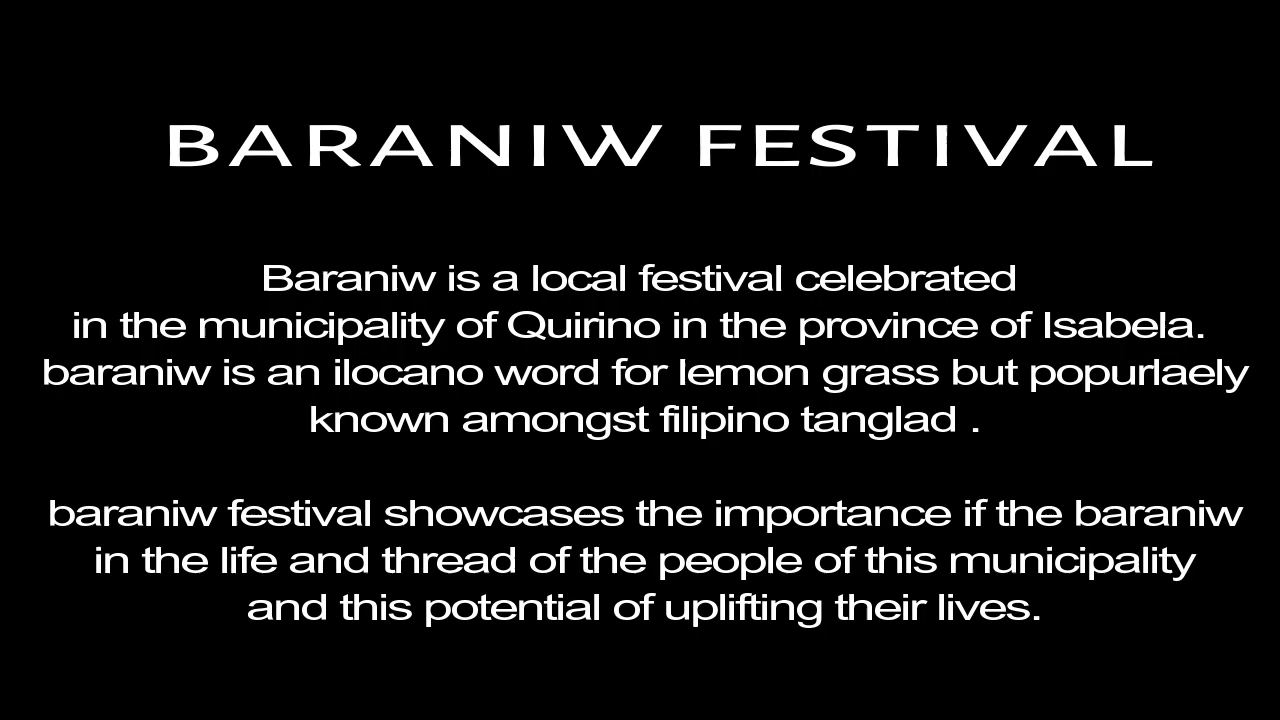 BARANIW FESTIVAL
Baraniw is a local festival celebrated
in the municipality of Quirino in the province of Isabela.
baraniw is an ilocano word for lemon grass but popurlaely
known amongst filipino tanglad .
baraniw festival showcases the importance if the baraniw
in the life and thread of the people of this municipality
and this potential of uplifting their lives.